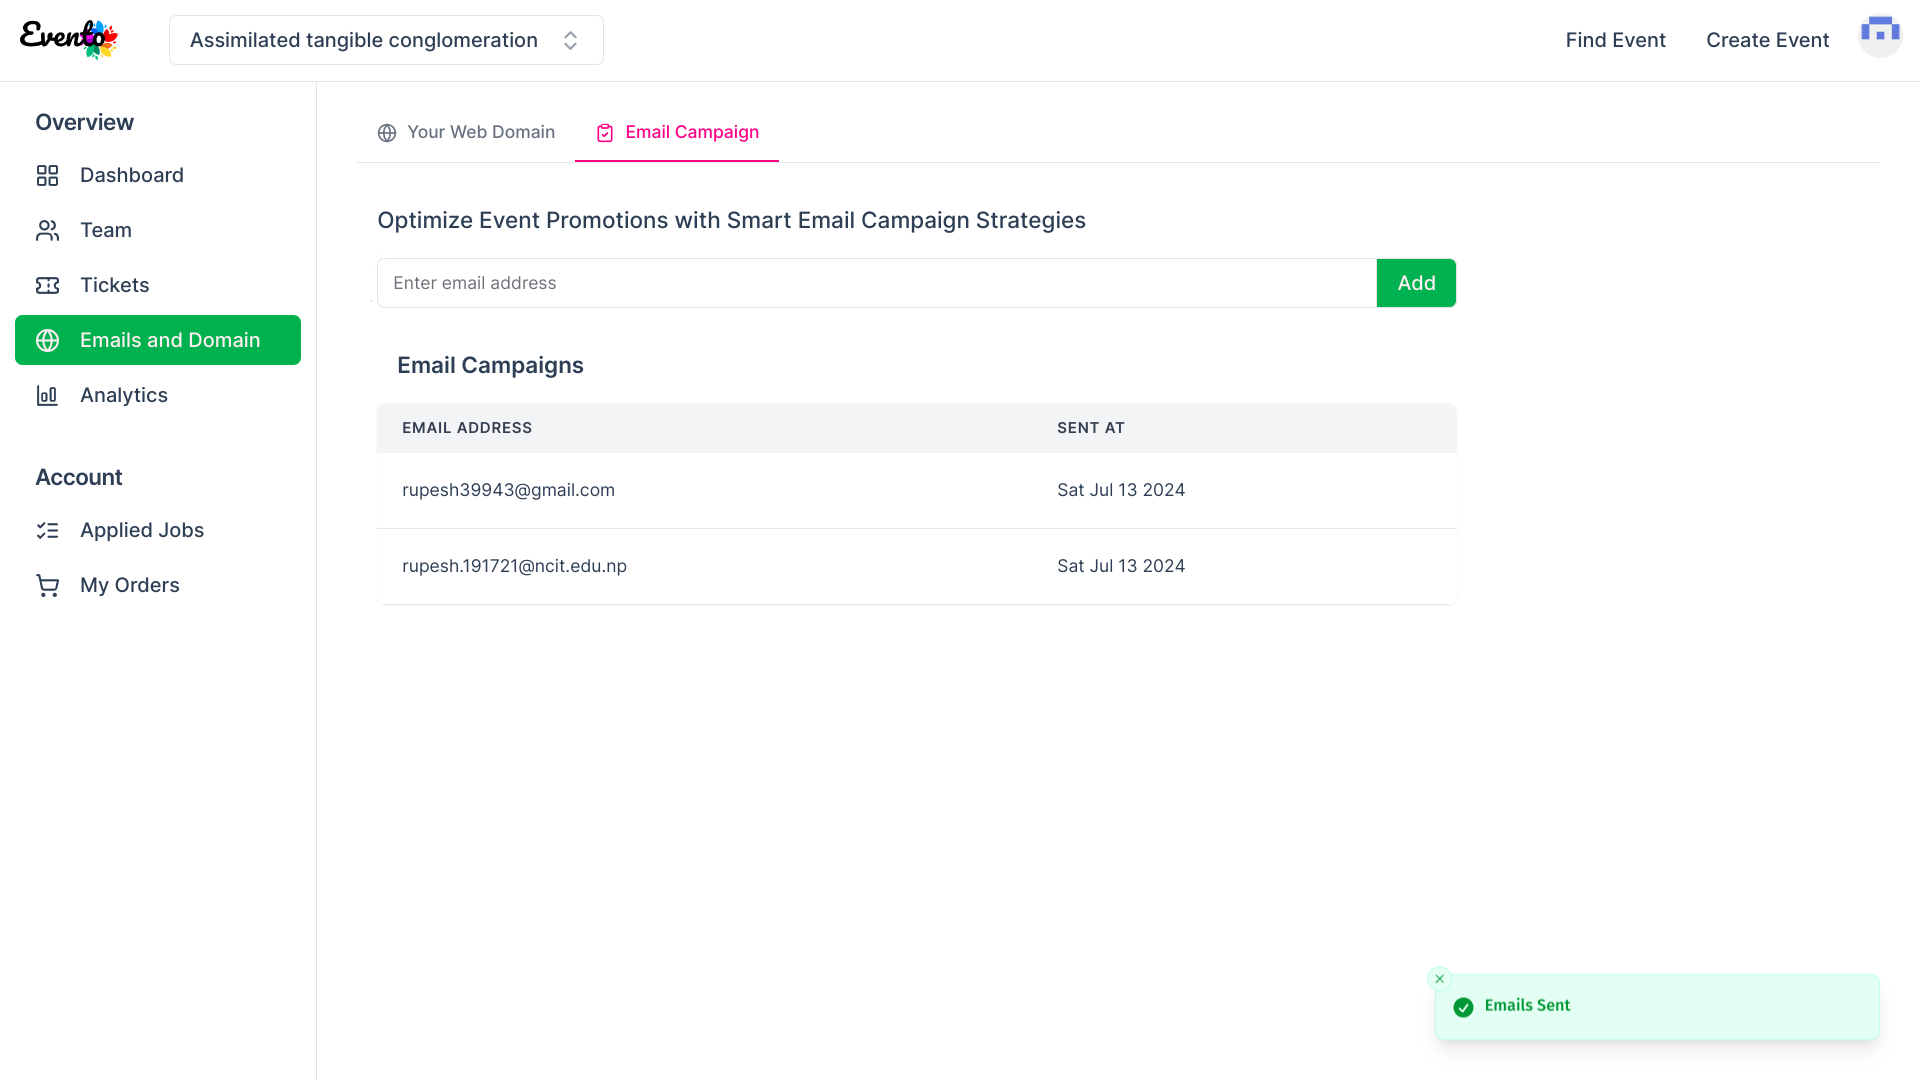 Evento
Assimilated tangible conglomeration
Find Event
Create Event
Overview
Dashboard
Team
Tickets
Emails and Domain
Analytics
Account
Applied Jobs
My Orders
Your Web Domain
Email Campaign
Optimize Event Promotions with Smart Email Campaign Strategies
Enter email address
Add
Email Campaigns
EMAIL ADDRESS SENT AT
rupesh39943@gmail.com Sat Jul 13 2024
rupesh.191721@ncit.edu.np Sat Jul 13 2024
Emails Sent